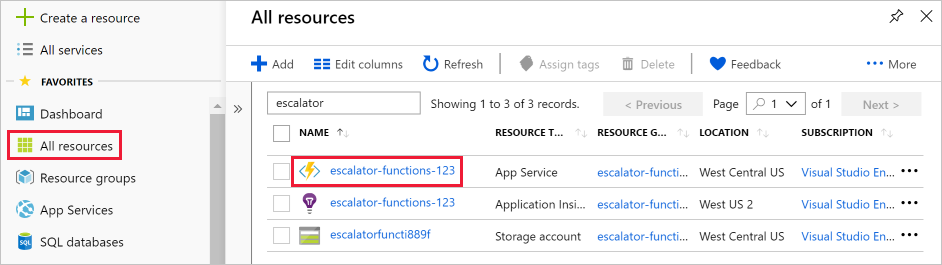 Create a resource
All services
FAVORITES
Dashboard
All resources
Resource groups
App Services
SQL databases
SQL
All resources
Add
Edit columns
Refresh
Assign tags
Delete
Feedback
More
escalator
Showing 1 to 3 of 3 records.
< Previous
Page
1
of 1
Next >
NAME
RESOURCE T...
RESOURCE G...
LOCATION
SUBSCRIPTION
escalator-functions-123
App Service
escalator-functi...
West Central US
Visual Studio En...
escalator-functions-123
Application Insi...
escalator-functi...
West US 2
Visual Studio En...
escalatorfuncti889f
Storage account
escalator-functi...
West Central US
Visual Studio En...